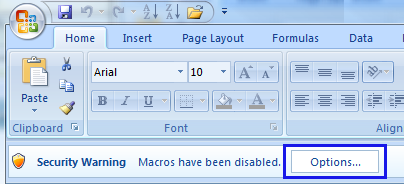 Home Insert Page Layout Formulas Data
Arial 10
Paste
B I U
Clipboard Font Align
Security Warning Macros have been disabled. Options...